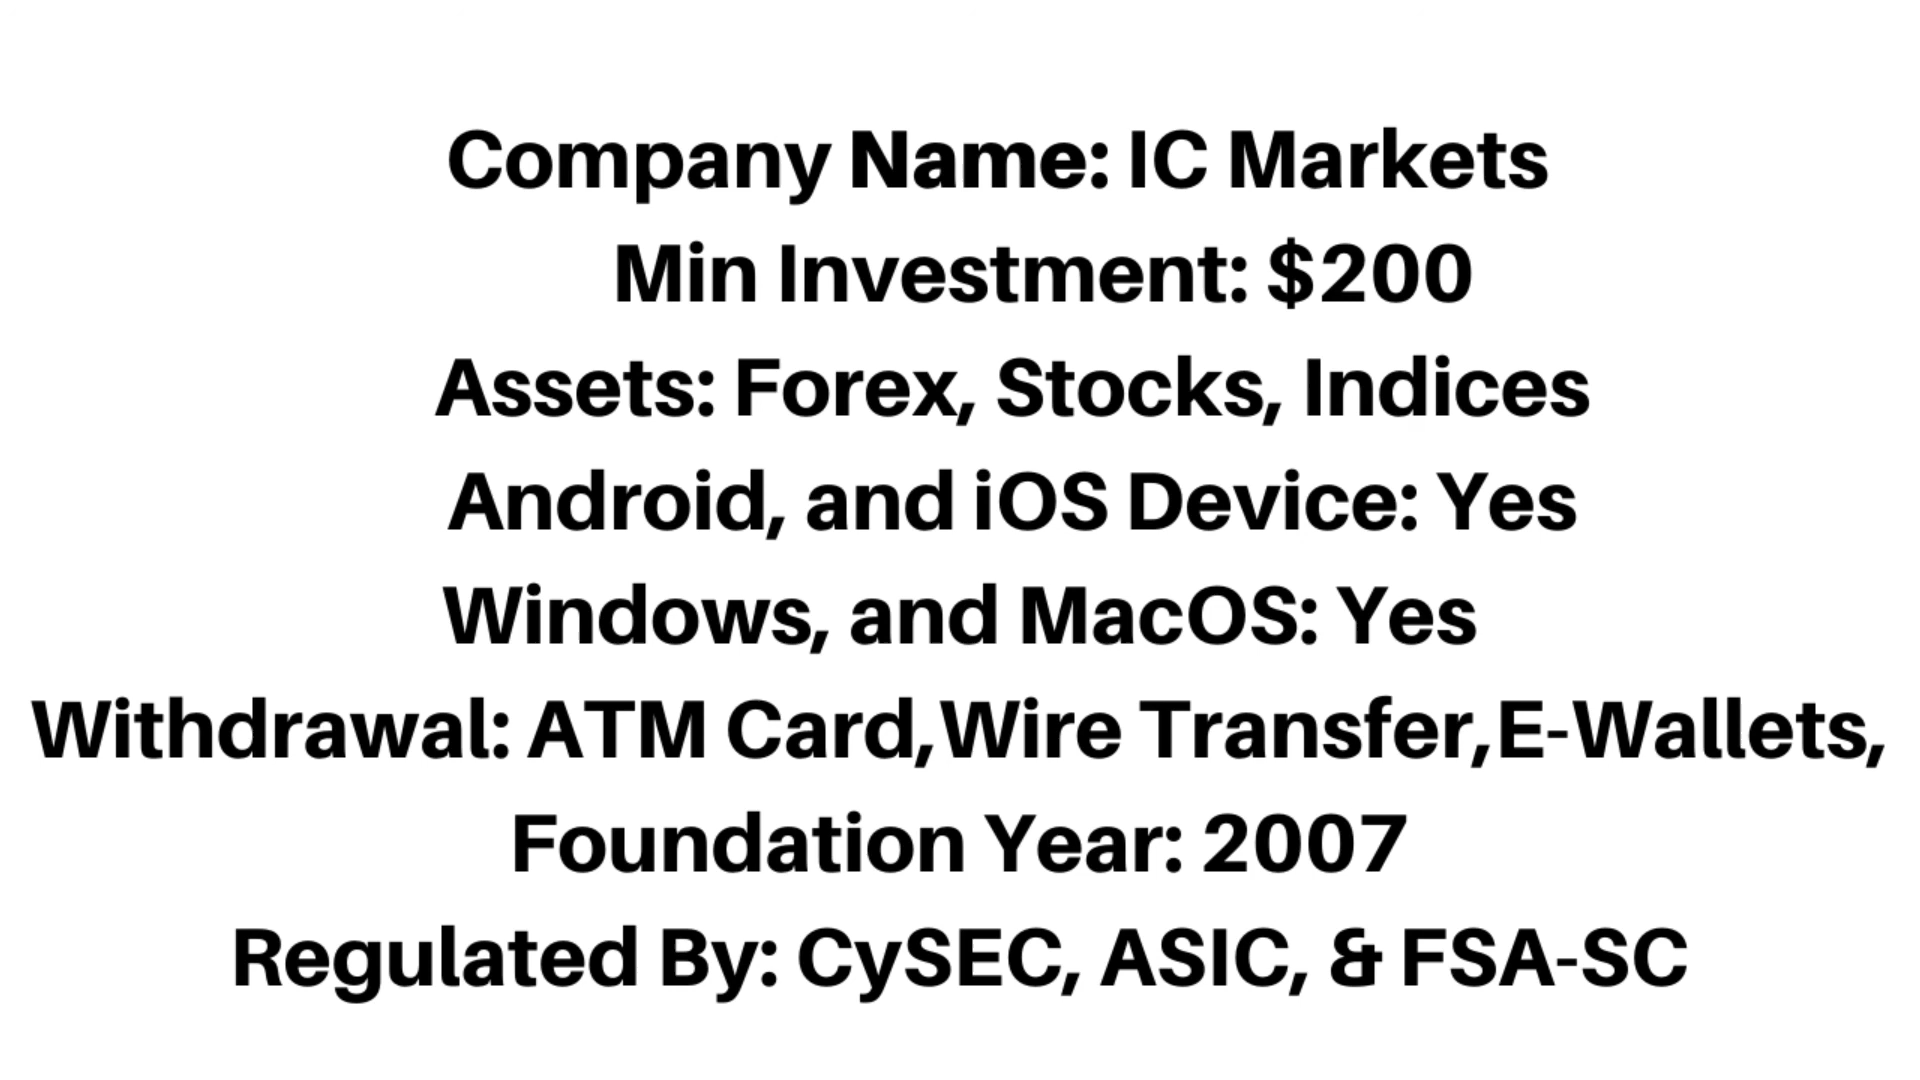 Company Name: IC Markets
Min Investment: $200
Assets: Forex, Stocks, Indices
Android, and iOS Device: Yes
Windows, and MacOS: Yes
Withdrawal: ATM Card,Wire Transfer,E-Wallets,
Foundation Year: 2007
Regulated By: CySEC, ASIC, & FSA-SC